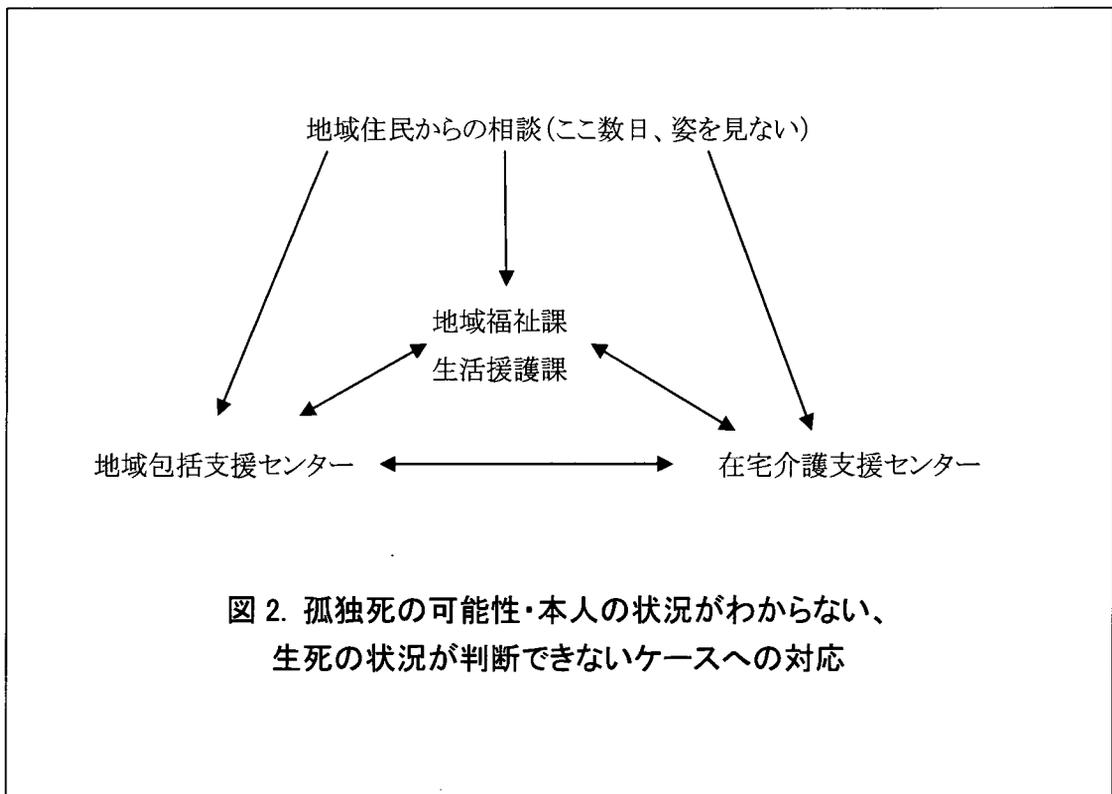 地域住民からの相談(ここ数日、姿を見ない)
地域福祉課
生活援護課
地域包括支援センター
在宅介護支援センター
図 2. 孤独死の可能性・本人の状況がわからない、
生死の状況が判断できないケースへの対応